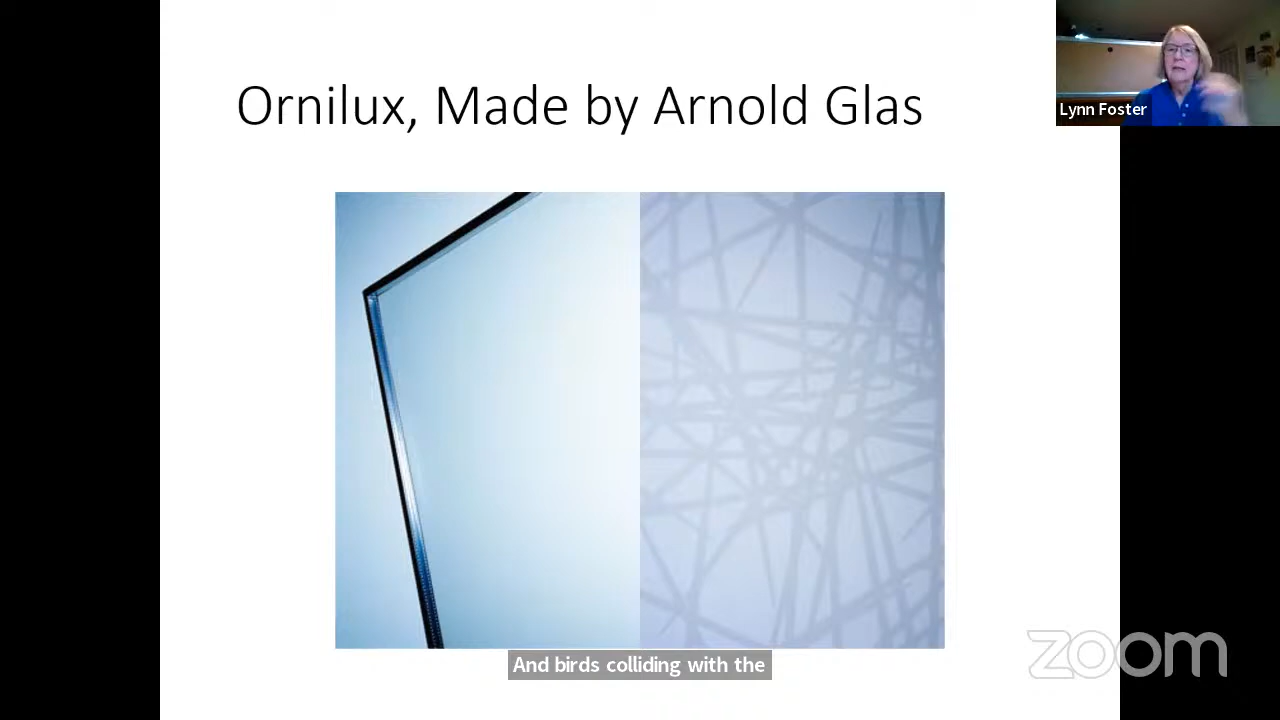 Ornilux, Made by Arnold Glas
Lynn Foster
And birds colliding with the
zoom